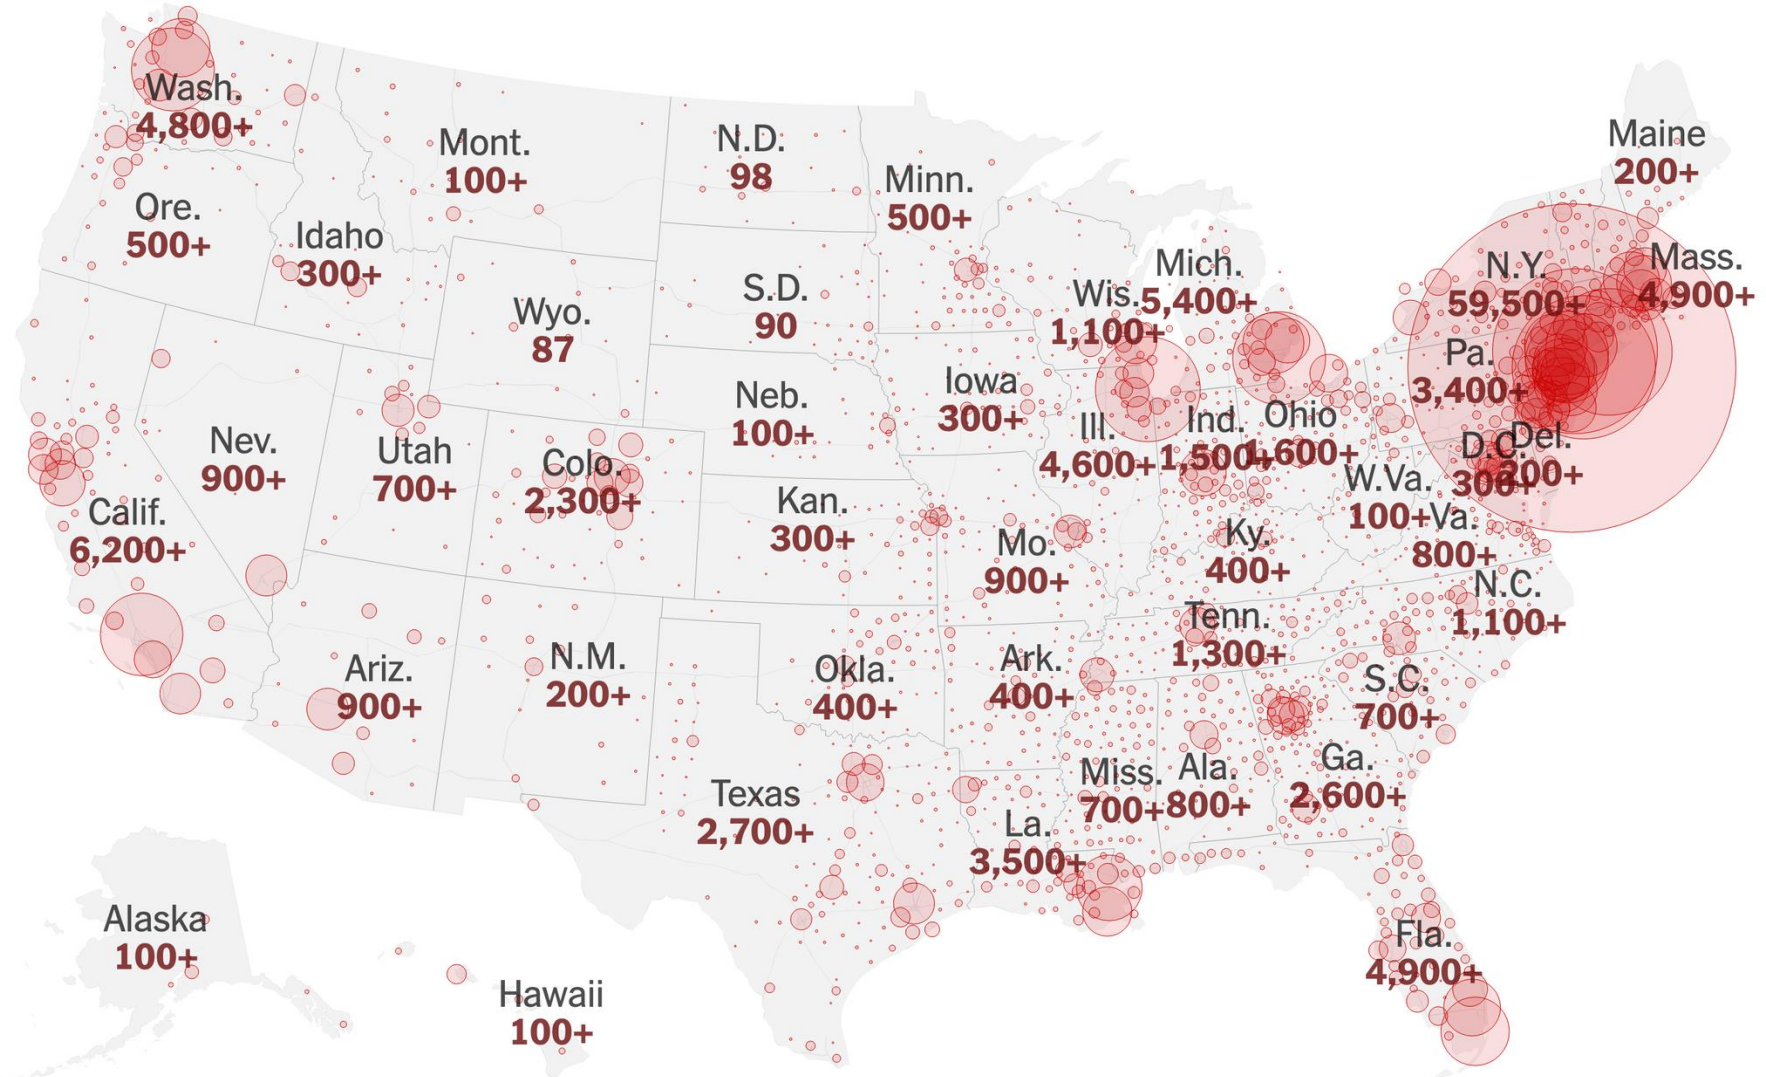 Wash.
4,800+
Mont.
100+
N.D.
98
Minn.
500+
Maine
200+
Ore.
500+
Idaho
300+
Wyo.
87
S.D.
90
Wis.
1,100+
Mich.
5,400+
N.Y.
59,500+
Mass.
4,900+
Pa.
3,400+
Neb.
100+
Iowa
300+
Ill.
4,600+
Ind.
1,500+
Ohio
1,600+
D.C.
300+
Del.
200+
Nev.
900+
Utah
700+
Colo.
2,300+
Kan.
300+
Mo.
900+
Ky.
400+
W.Va.
100+
Va.
800+
Calif.
6,200+
N.C.
1,100+
Tenn.
1,300+
Ariz.
900+
N.M.
200+
Okla.
400+
Ark.
400+
S.C.
700+
Texas
2,700+
La.
3,500+
Miss.
700+
Ala.
800+
Ga.
2,600+
Alaska
100+
Hawaii
100+
Fla.
4,900+